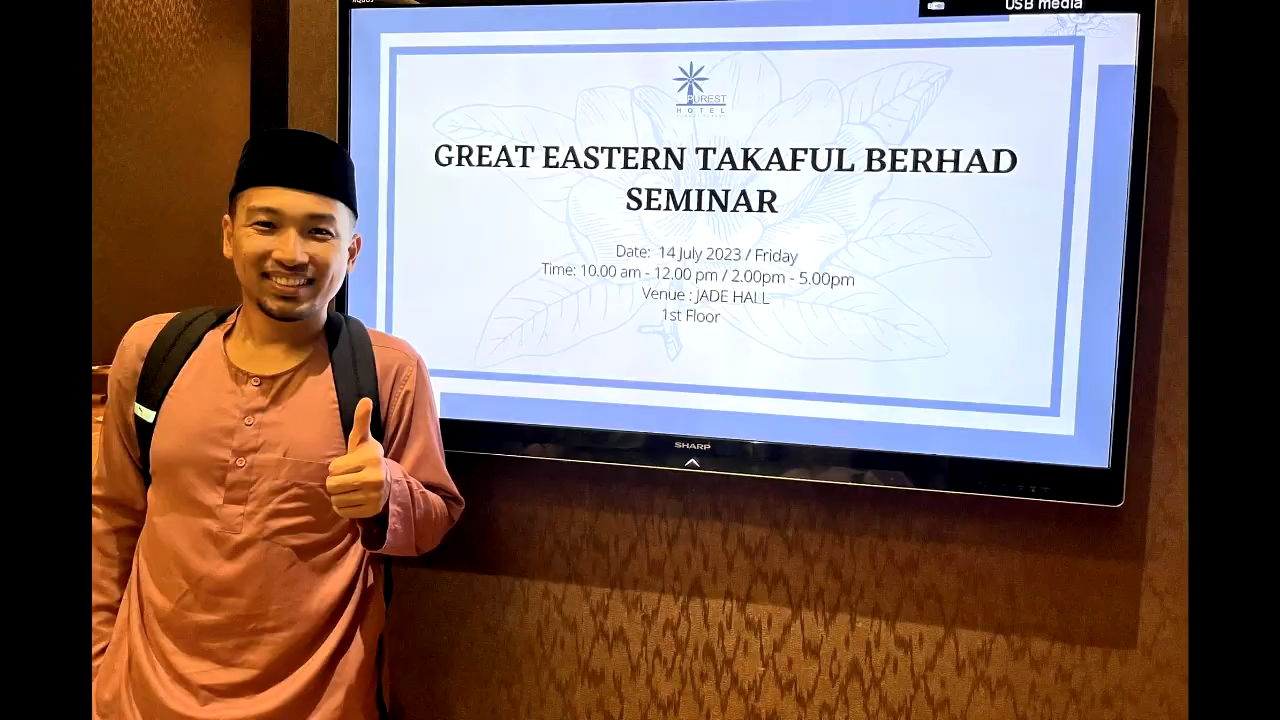 USB media
PUREST
HOTEL
GREAT EASTERN TAKAFUL BERHAD
SEMINAR
Date: 14 July 2023 / Friday
Time: 10.00 am - 12.00 pm / 2.00pm - 5.00pm
Venue : JADE HALL
1st Floor
SHARP